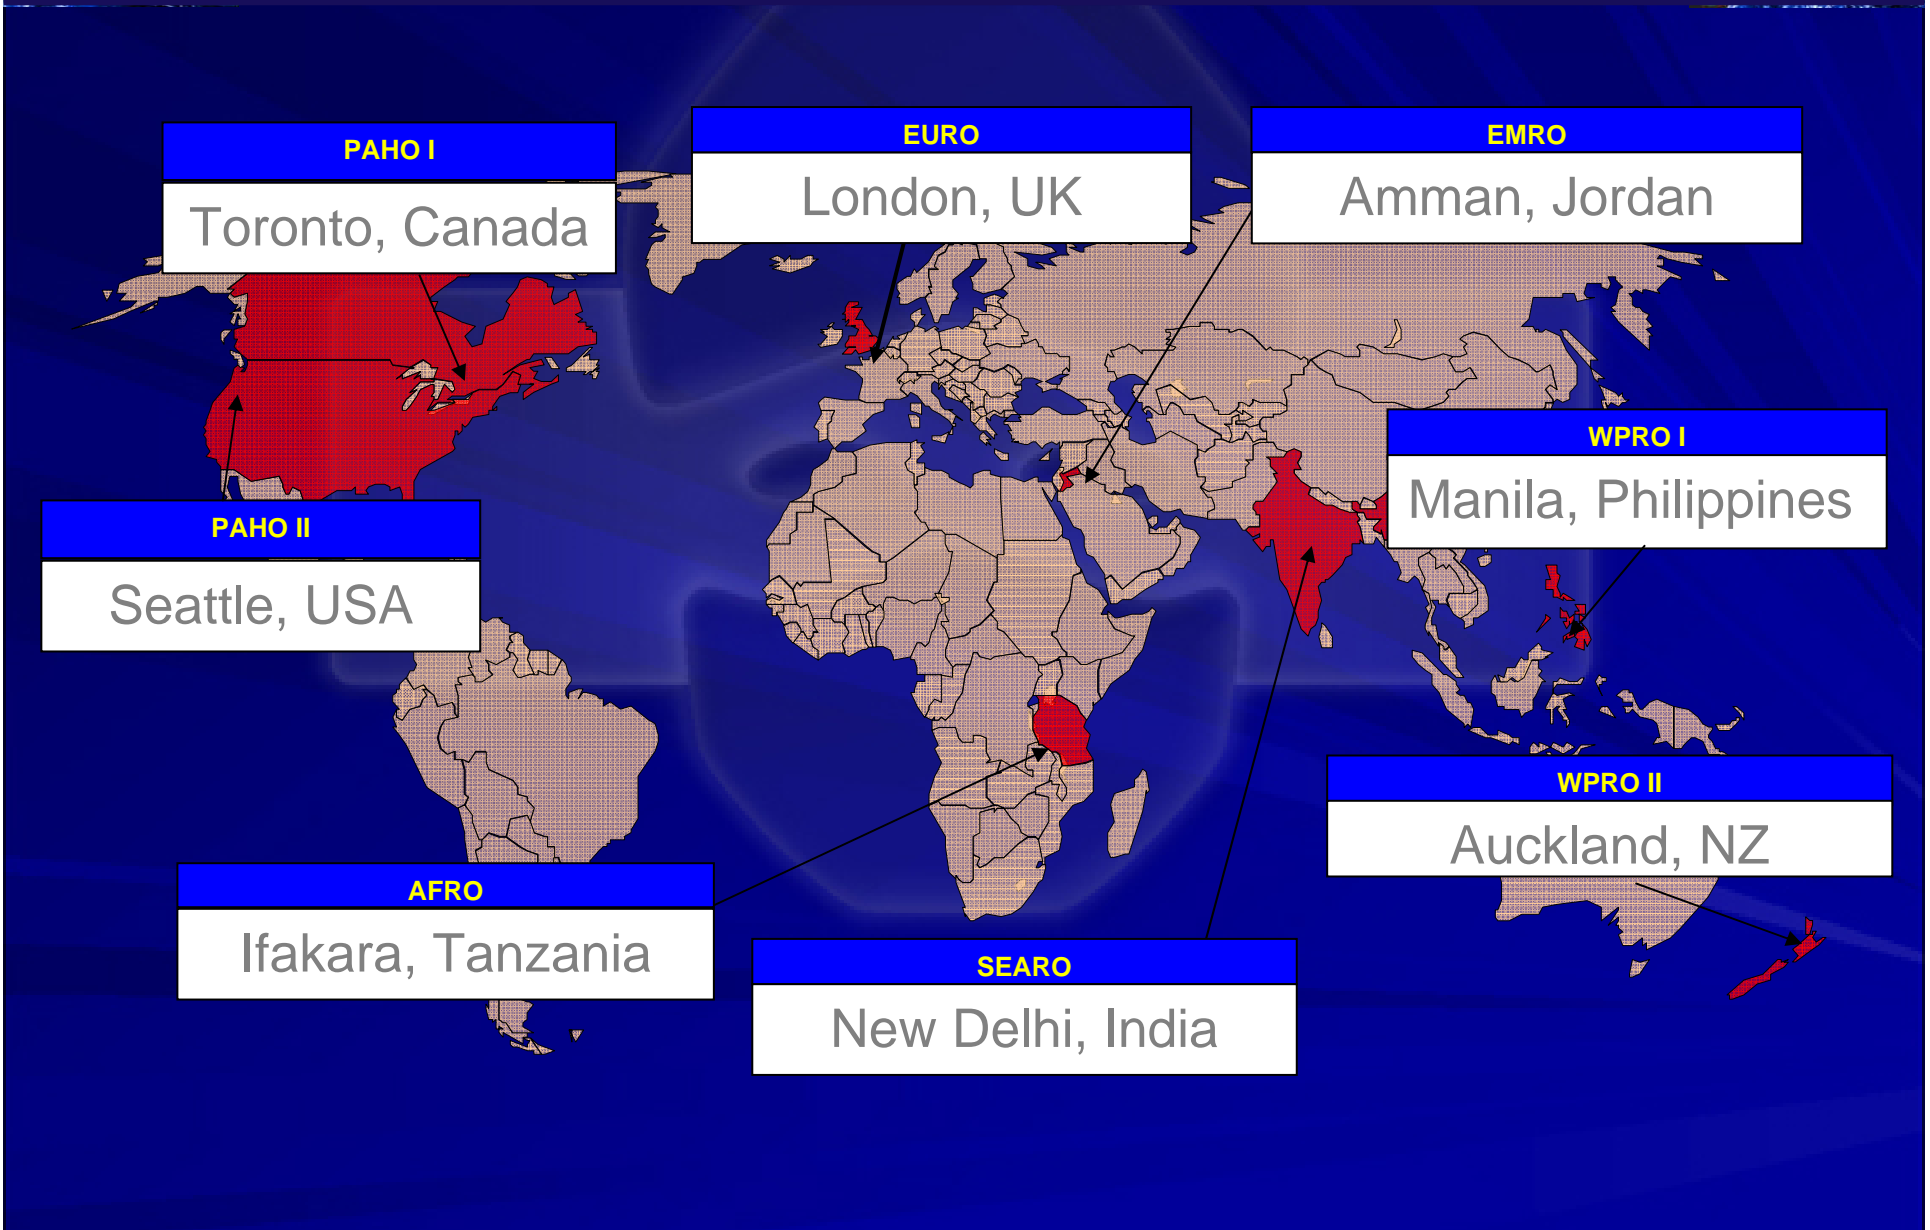 PAHO I
Toronto, Canada
EURO
London, UK
EMRO
Amman, Jordan
WPRO I
Manila, Philippines
PAHO II
Seattle, USA
WPRO II
Auckland, NZ
AFRO
Ifakara, Tanzania
SEARO
New Delhi, India